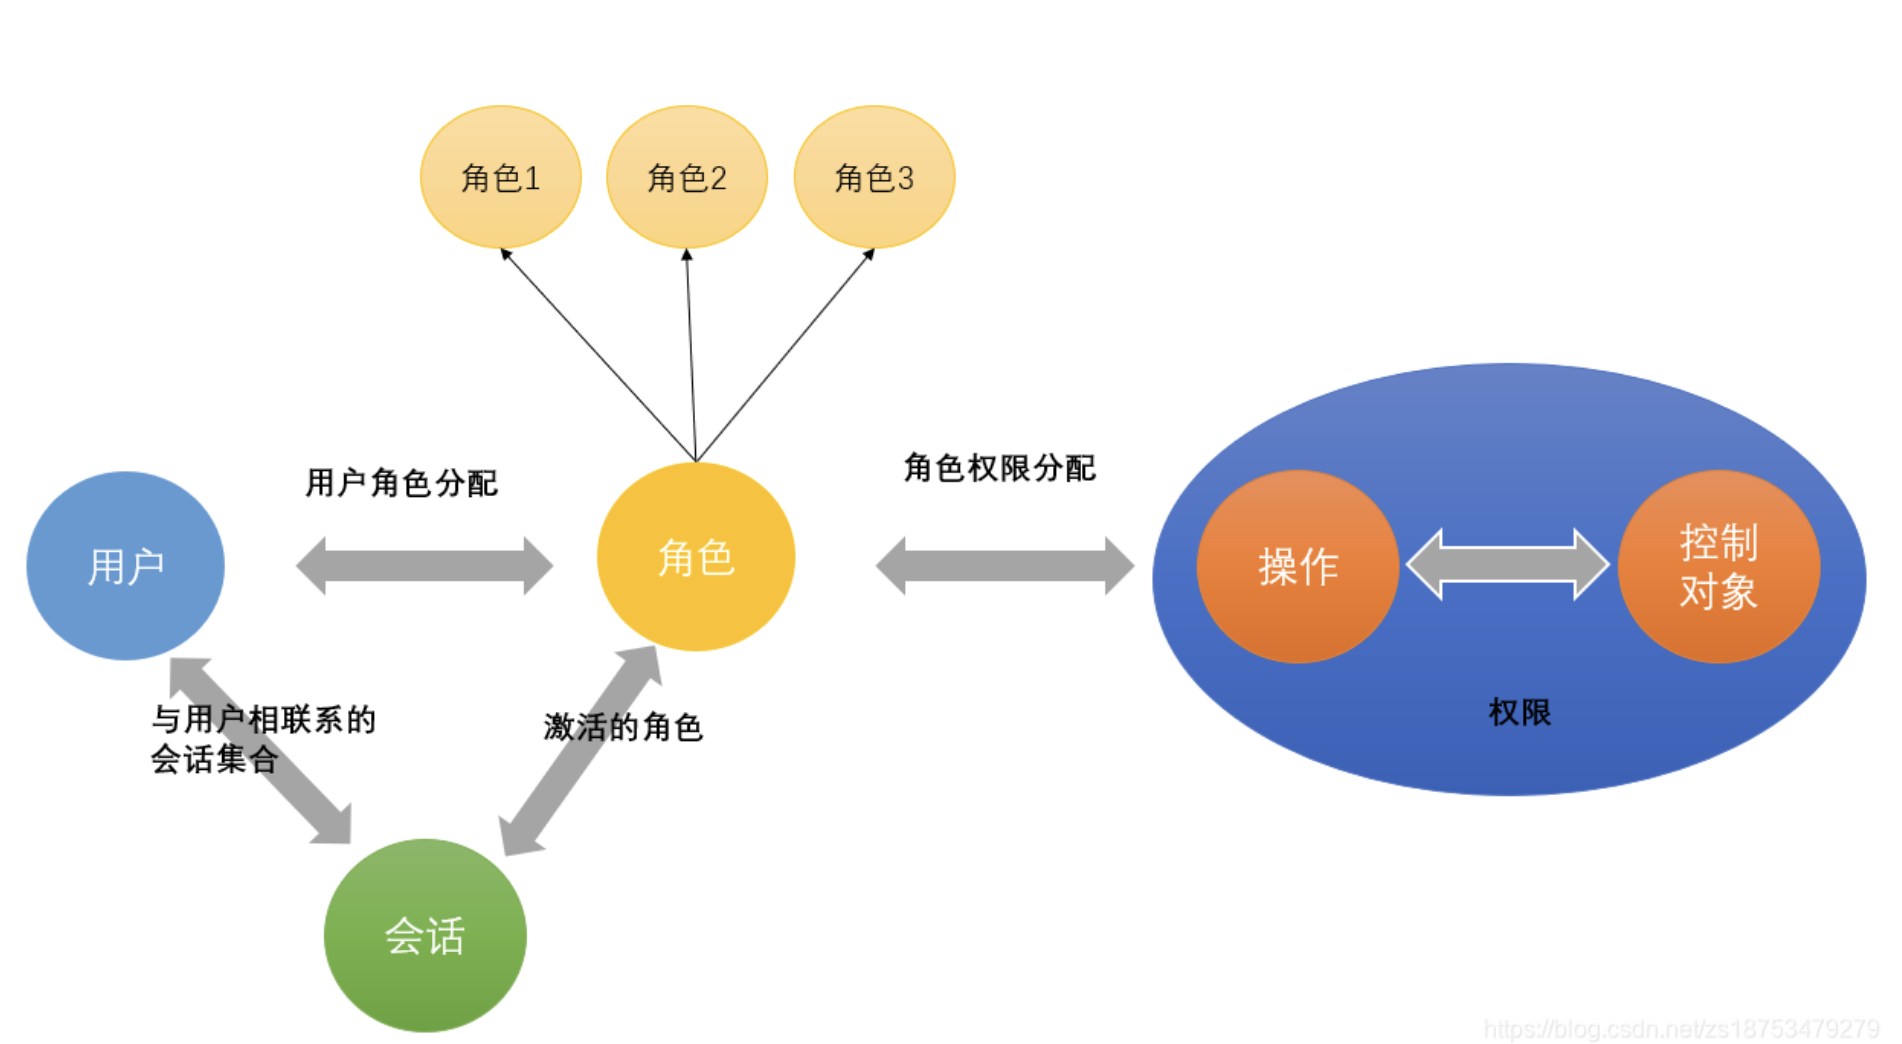 角色1
角色2
角色3
用户角色分配
角色权限分配
用户
角色
操作
控制
对象
与用户相联系的
会话集合
激活的角色
权限
会话
https://blog.csdn.net/zs18753479279